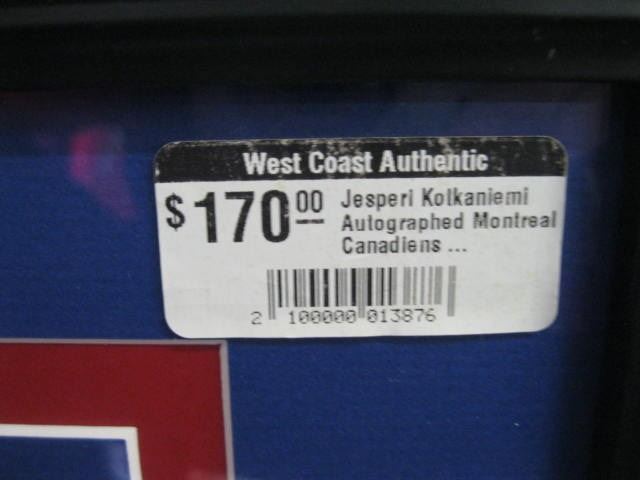 West Coast Authentic
$170.00
Jesperi Kotkaniemi
Autographed Montreal
Canadiens ...
2 100000 013876